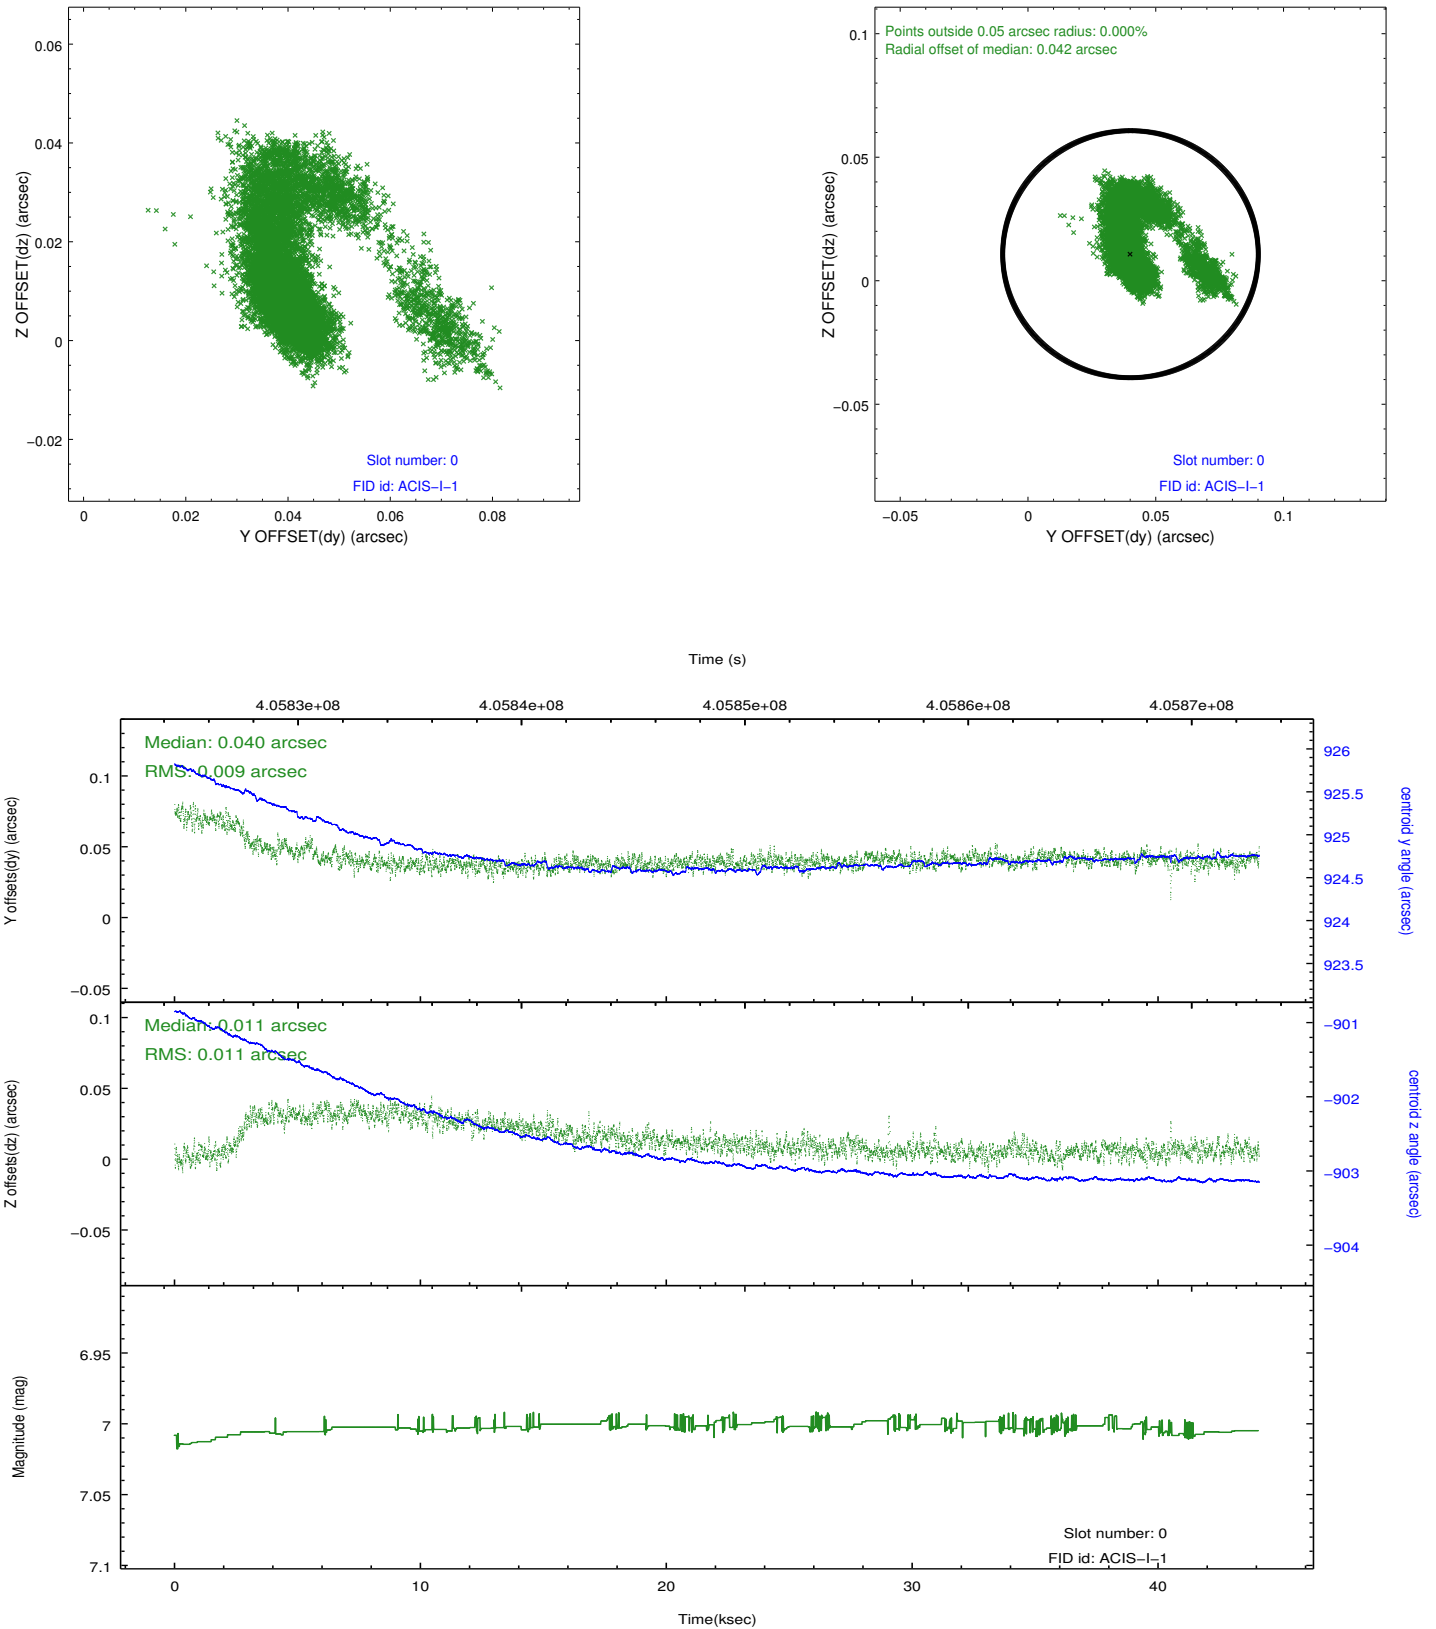 0.06
0.04
0.02
0
−0.02
Z OFFSET(dz) (arcsec)
Slot number: 0
FID id: ACIS−I−1
0 0.02 0.04 0.06 0.08
Y OFFSET(dy) (arcsec)
Points outside 0.05 arcsec radius: 0.000%
Radial offset of median: 0.042 arcsec
0.1
0.05
0
−0.05
Z OFFSET(dz) (arcsec)
Slot number: 0
FID id: ACIS−I−1
−0.05 0 0.05 0.1
Y OFFSET(dy) (arcsec)
Time (s)
4.0583e+08 4.0584e+08 4.0585e+08 4.0586e+08 4.0587e+08
Median: 0.040 arcsec
RMS: 0.009 arcsec
0.1
0.05
0
−0.05
Y offsets(dy) (arcsec)
926
925.5
925
924.5
924
923.5
centroid y angle (arcsec)
Median: 0.011 arcsec
RMS: 0.011 arcsec
0.1
0.05
0
−0.05
Z offsets(dz) (arcsec)
−901
−902
−903
−904
centroid z angle (arcsec)
6.95
7
7.05
7.1
Magnitude (mag)
Slot number: 0
FID id: ACIS−I−1
0 10 20 30 40
Time(ksec)